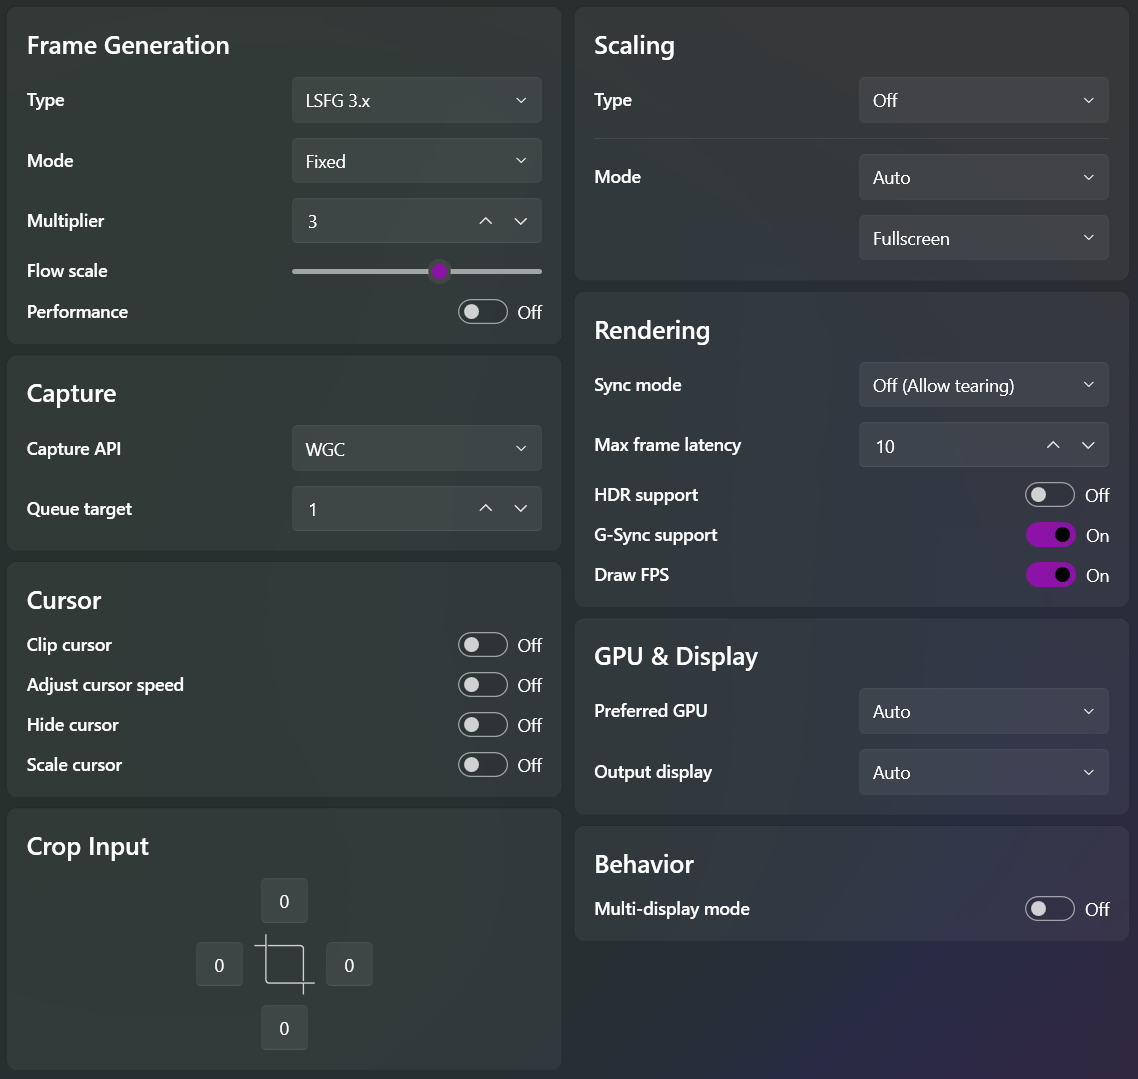 Frame Generation
Type LSFG 3.x
Mode Fixed
Multiplier 3
Flow scale
Performance Off
Capture
Capture API WGC
Queue target 1
Cursor
Clip cursor Off
Adjust cursor speed Off
Hide cursor Off
Scale cursor Off
Crop Input
0
0 0
0
Scaling
Type Off
Mode Auto
Fullscreen
Rendering
Sync mode Off (Allow tearing)
Max frame latency 10
HDR support Off
G-Sync support On
Draw FPS On
GPU & Display
Preferred GPU Auto
Output display Auto
Behavior
Multi-display mode Off